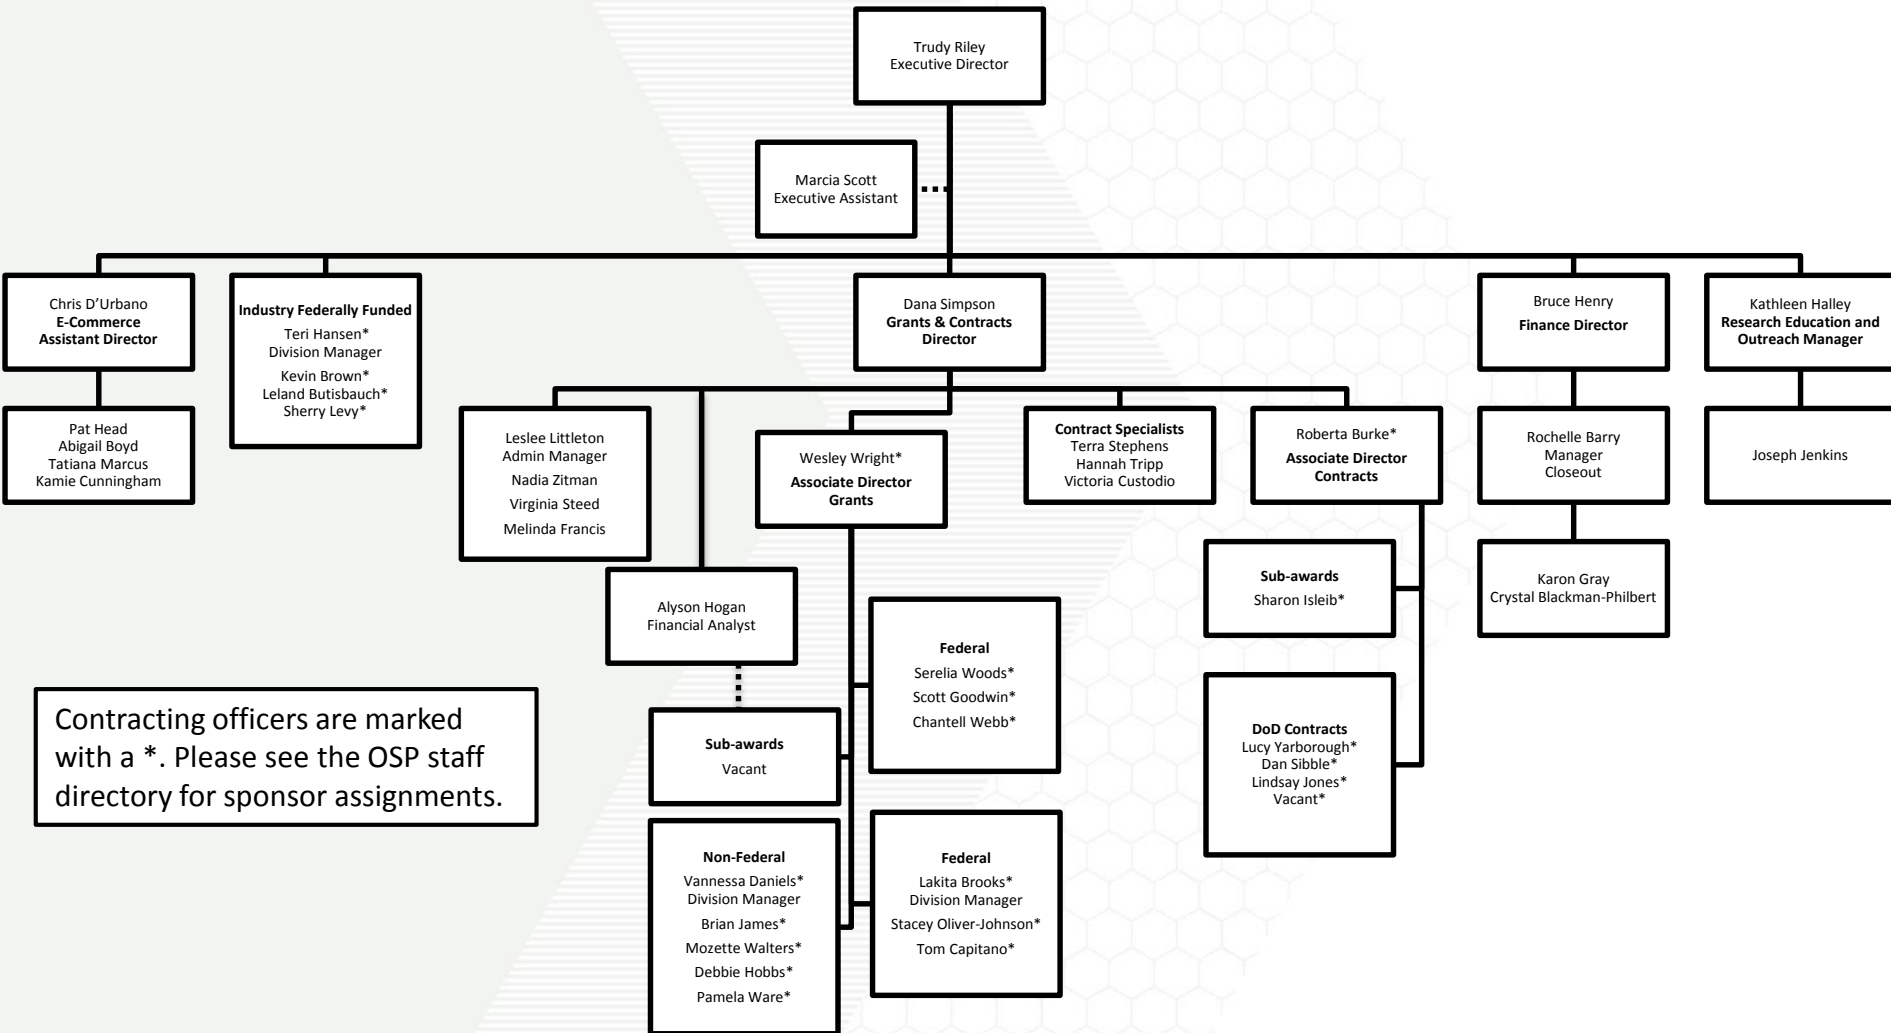 Trudy Riley
Executive Director
Marcia Scott
Executive Assistant
Chris D’Urbano
E-Commerce
Assistant Director
Industry Federally Funded
Teri Hansen*
Division Manager
Kevin Brown*
Leland Butisbauch*
Sherry Levy*
Dana Simpson
Grants & Contracts
Director
Bruce Henry
Finance Director
Kathleen Halley
Research Education and
Outreach Manager
Pat Head
Abigail Boyd
Tatiana Marcus
Kamie Cunningham
Leslee Littleton
Admin Manager
Nadia Zitman
Virginia Steed
Melinda Francis
Wesley Wright*
Associate Director
Grants
Contract Specialists
Terra Stephens
Hannah Tripp
Victoria Custodio
Roberta Burke*
Associate Director
Contracts
Rochelle Barry
Manager
Closeout
Joseph Jenkins
Alyson Hogan
Financial Analyst
Sub-awards
Sharon Isleib*
Karon Gray
Crystal Blackman-Philbert
Federal
Serelia Woods*
Scott Goodwin*
Chantell Webb*
Contracting officers are marked
with a *. Please see the OSP staff
directory for sponsor assignments.
Sub-awards
Vacant
DoD Contracts
Lucy Yarborough*
Dan Sibble*
Lindsay Jones*
Vacant*
Non-Federal
Vannessa Daniels*
Division Manager
Brian James*
Mozette Walters*
Debbie Hobbs*
Pamela Ware*
Federal
Lakita Brooks*
Division Manager
Stacey Oliver-Johnson*
Tom Capitano*